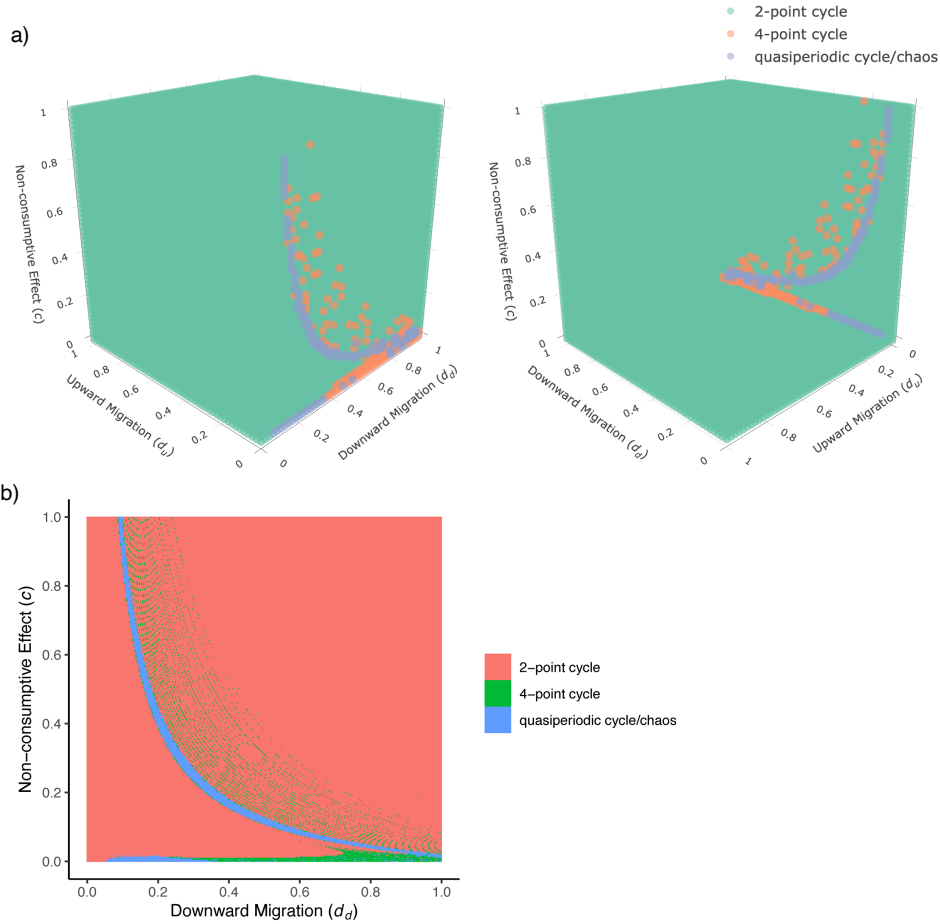 2-point cycle
4-point cycle
quasiperiodic cycle/chaos
a)
1
0.8
0.6
0.4
0.2
0
Non-consumptive Effect (c)
1
0.8
0.6
0.4
0.2
0
Upward Migration (du)
0
0.2
0.4
0.6
0.8
1
Downward Migration (dd)
1
0.8
0.6
0.4
0.2
0
Non-consumptive Effect (c)
1
0.8
0.6
0.4
0.2
0
Downward Migration (dd)
1
0.8
0.6
0.4
0.2
0
Upward Migration (du)
b)
1.0
0.8
0.6
0.4
0.2
0.0
Non−consumptive Effect (c)
0.0 0.2 0.4 0.6 0.8 1.0
Downward Migration (dd)
2−point cycle
4−point cycle
quasiperiodic cycle/chaos